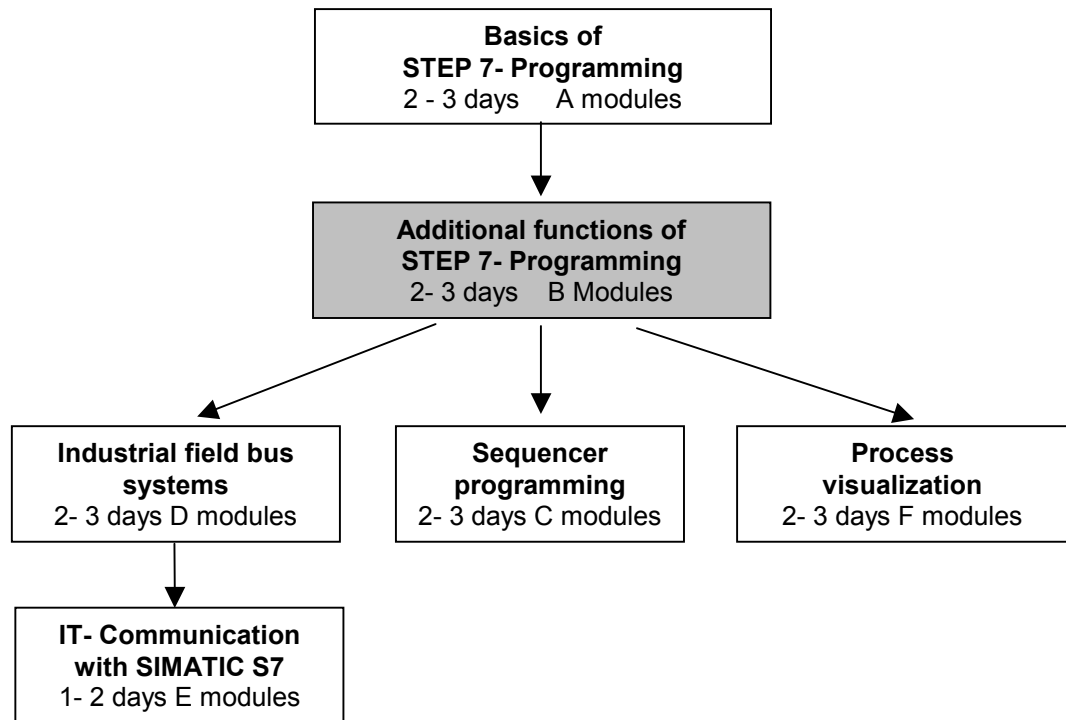 Basics of
STEP 7- Programming
2 - 3 days A modules
Additional functions of
STEP 7- Programming
2- 3 days B Modules
Industrial field bus
systems
2- 3 days D modules
Sequencer
programming
2- 3 days C modules
Process
visualization
2- 3 days F modules
IT- Communication
with SIMATIC S7
1- 2 days E modules